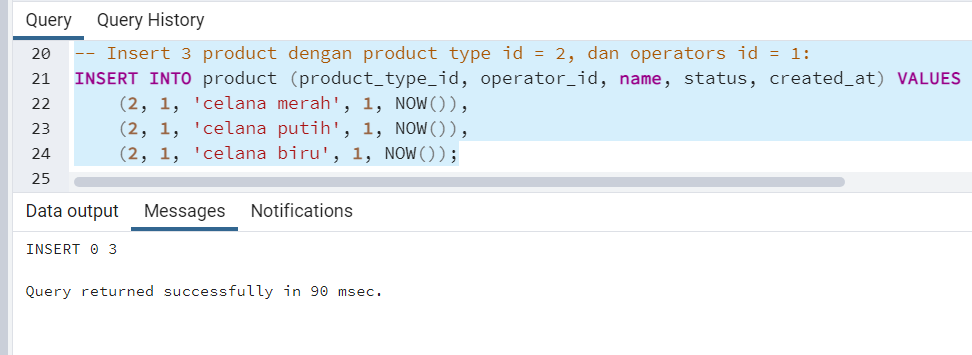 Query Query History
20 -- Insert 3 product dengan product type id = 2, dan operators id = 1:
21 INSERT INTO product (product_type_id, operator_id, name, status, created_at) VALUES
22 (2, 1, 'celana merah', 1, NOW()),
23 (2, 1, 'celana putih', 1, NOW()),
24 (2, 1, 'celana biru', 1, NOW());
25
Data output Messages Notifications
INSERT 0 3
Query returned successfully in 90 msec.